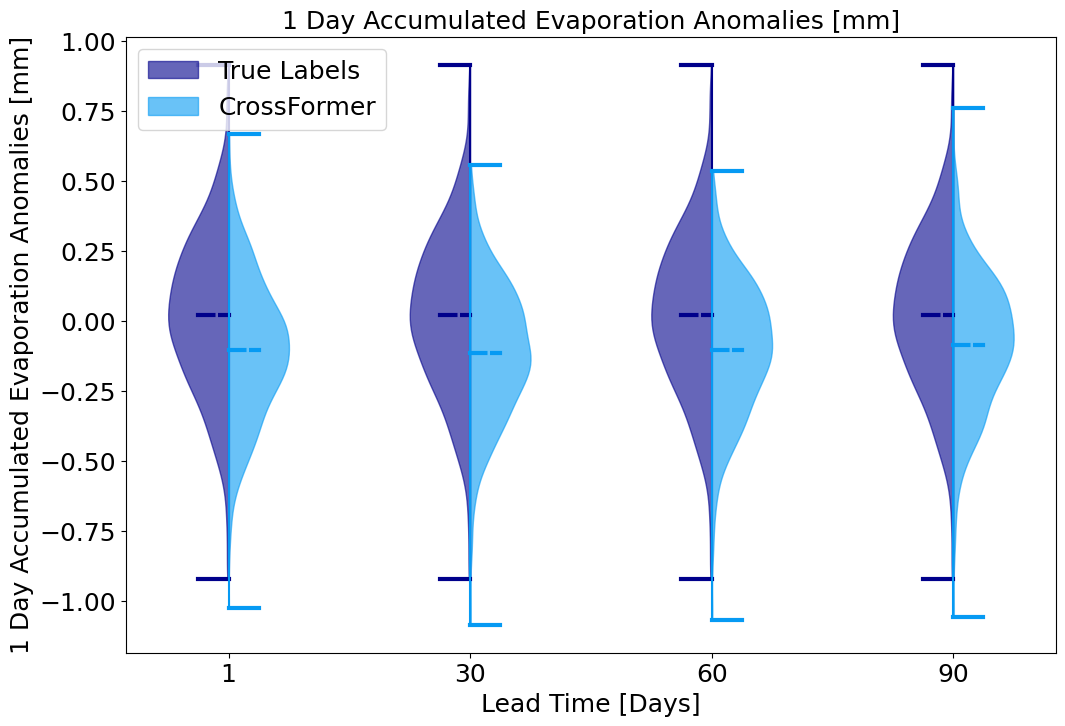 1 Day Accumulated Evaporation Anomalies [mm]
1 Day Accumulated Evaporation Anomalies [mm]
1.00
0.75
0.50
0.25
0.00
−0.25
−0.50
−0.75
−1.00
True Labels
CrossFormer
1
30
60
90
Lead Time [Days]